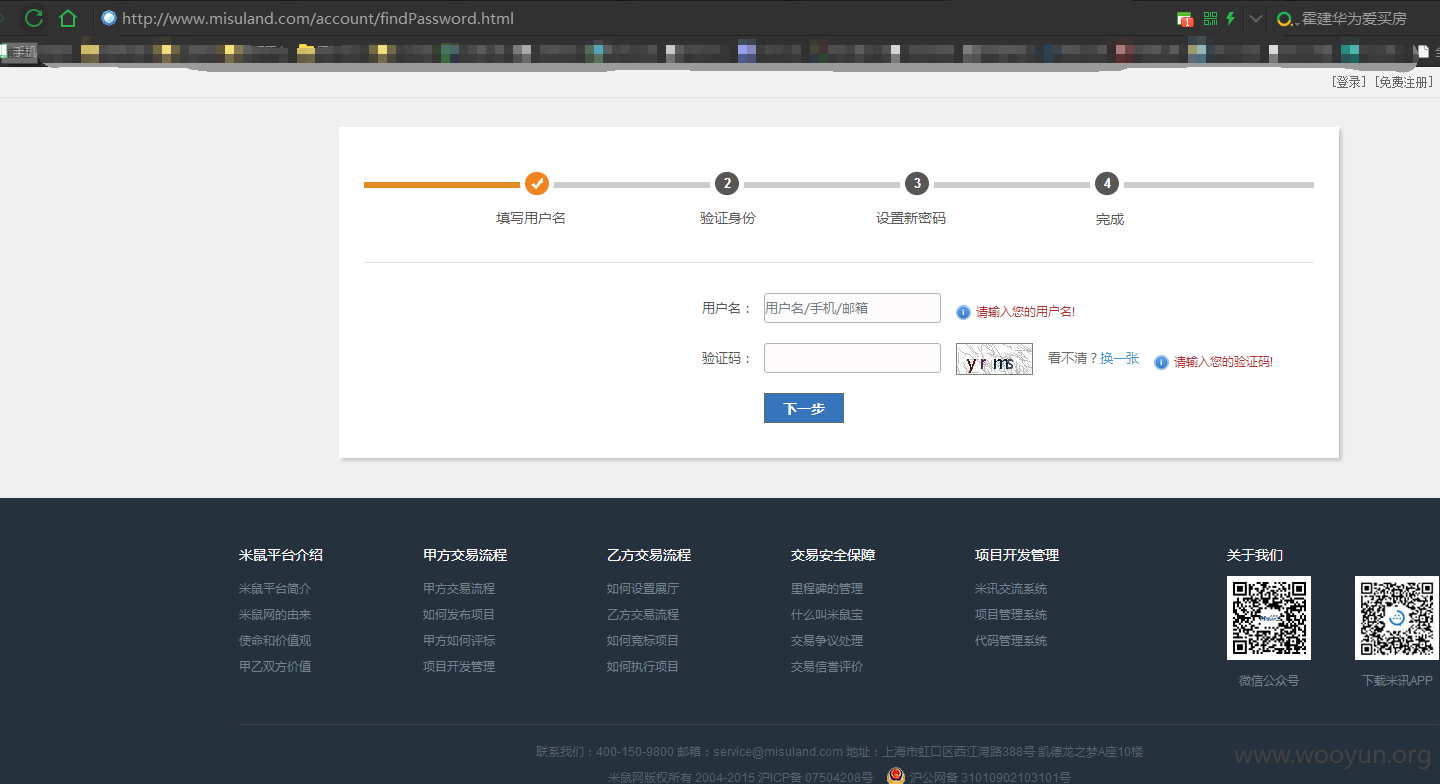 http://www.misuland.com/account/findPassword.html
霍建华为爱买房
手机
[登录] [免费注册]
2 3 4
填写用户名 验证身份 设置新密码 完成
用户名： 用户名/手机/邮箱 请输入您的用户名!
验证码： yrms 看不清？换一张 请输入您的验证码!
下一步
米鼠平台介绍 甲方交易流程 乙方交易流程 交易安全保障 项目开发管理 关于我们
米鼠平台简介 甲方交易流程 如何设置展厅 里程碑的管理 米讯交流系统
米鼠网的由来 如何发布项目 乙方交易流程 什么叫米鼠宝 项目管理系统
使命和价值观 甲方如何评标 如何竞标项目 交易争议处理 代码管理系统
甲乙双方价值 项目开发管理 如何执行项目 交易信誉评价
微信公众号 下载米讯APP
联系我们：400-150-9800 邮箱：service@misuland.com 地址：上海市虹口区西江湾路388号 凯德龙之梦A座10楼
米鼠网版权所有 2004-2015 沪ICP备 07504208号 沪公网备 31010902103101号
www.wooyun.org